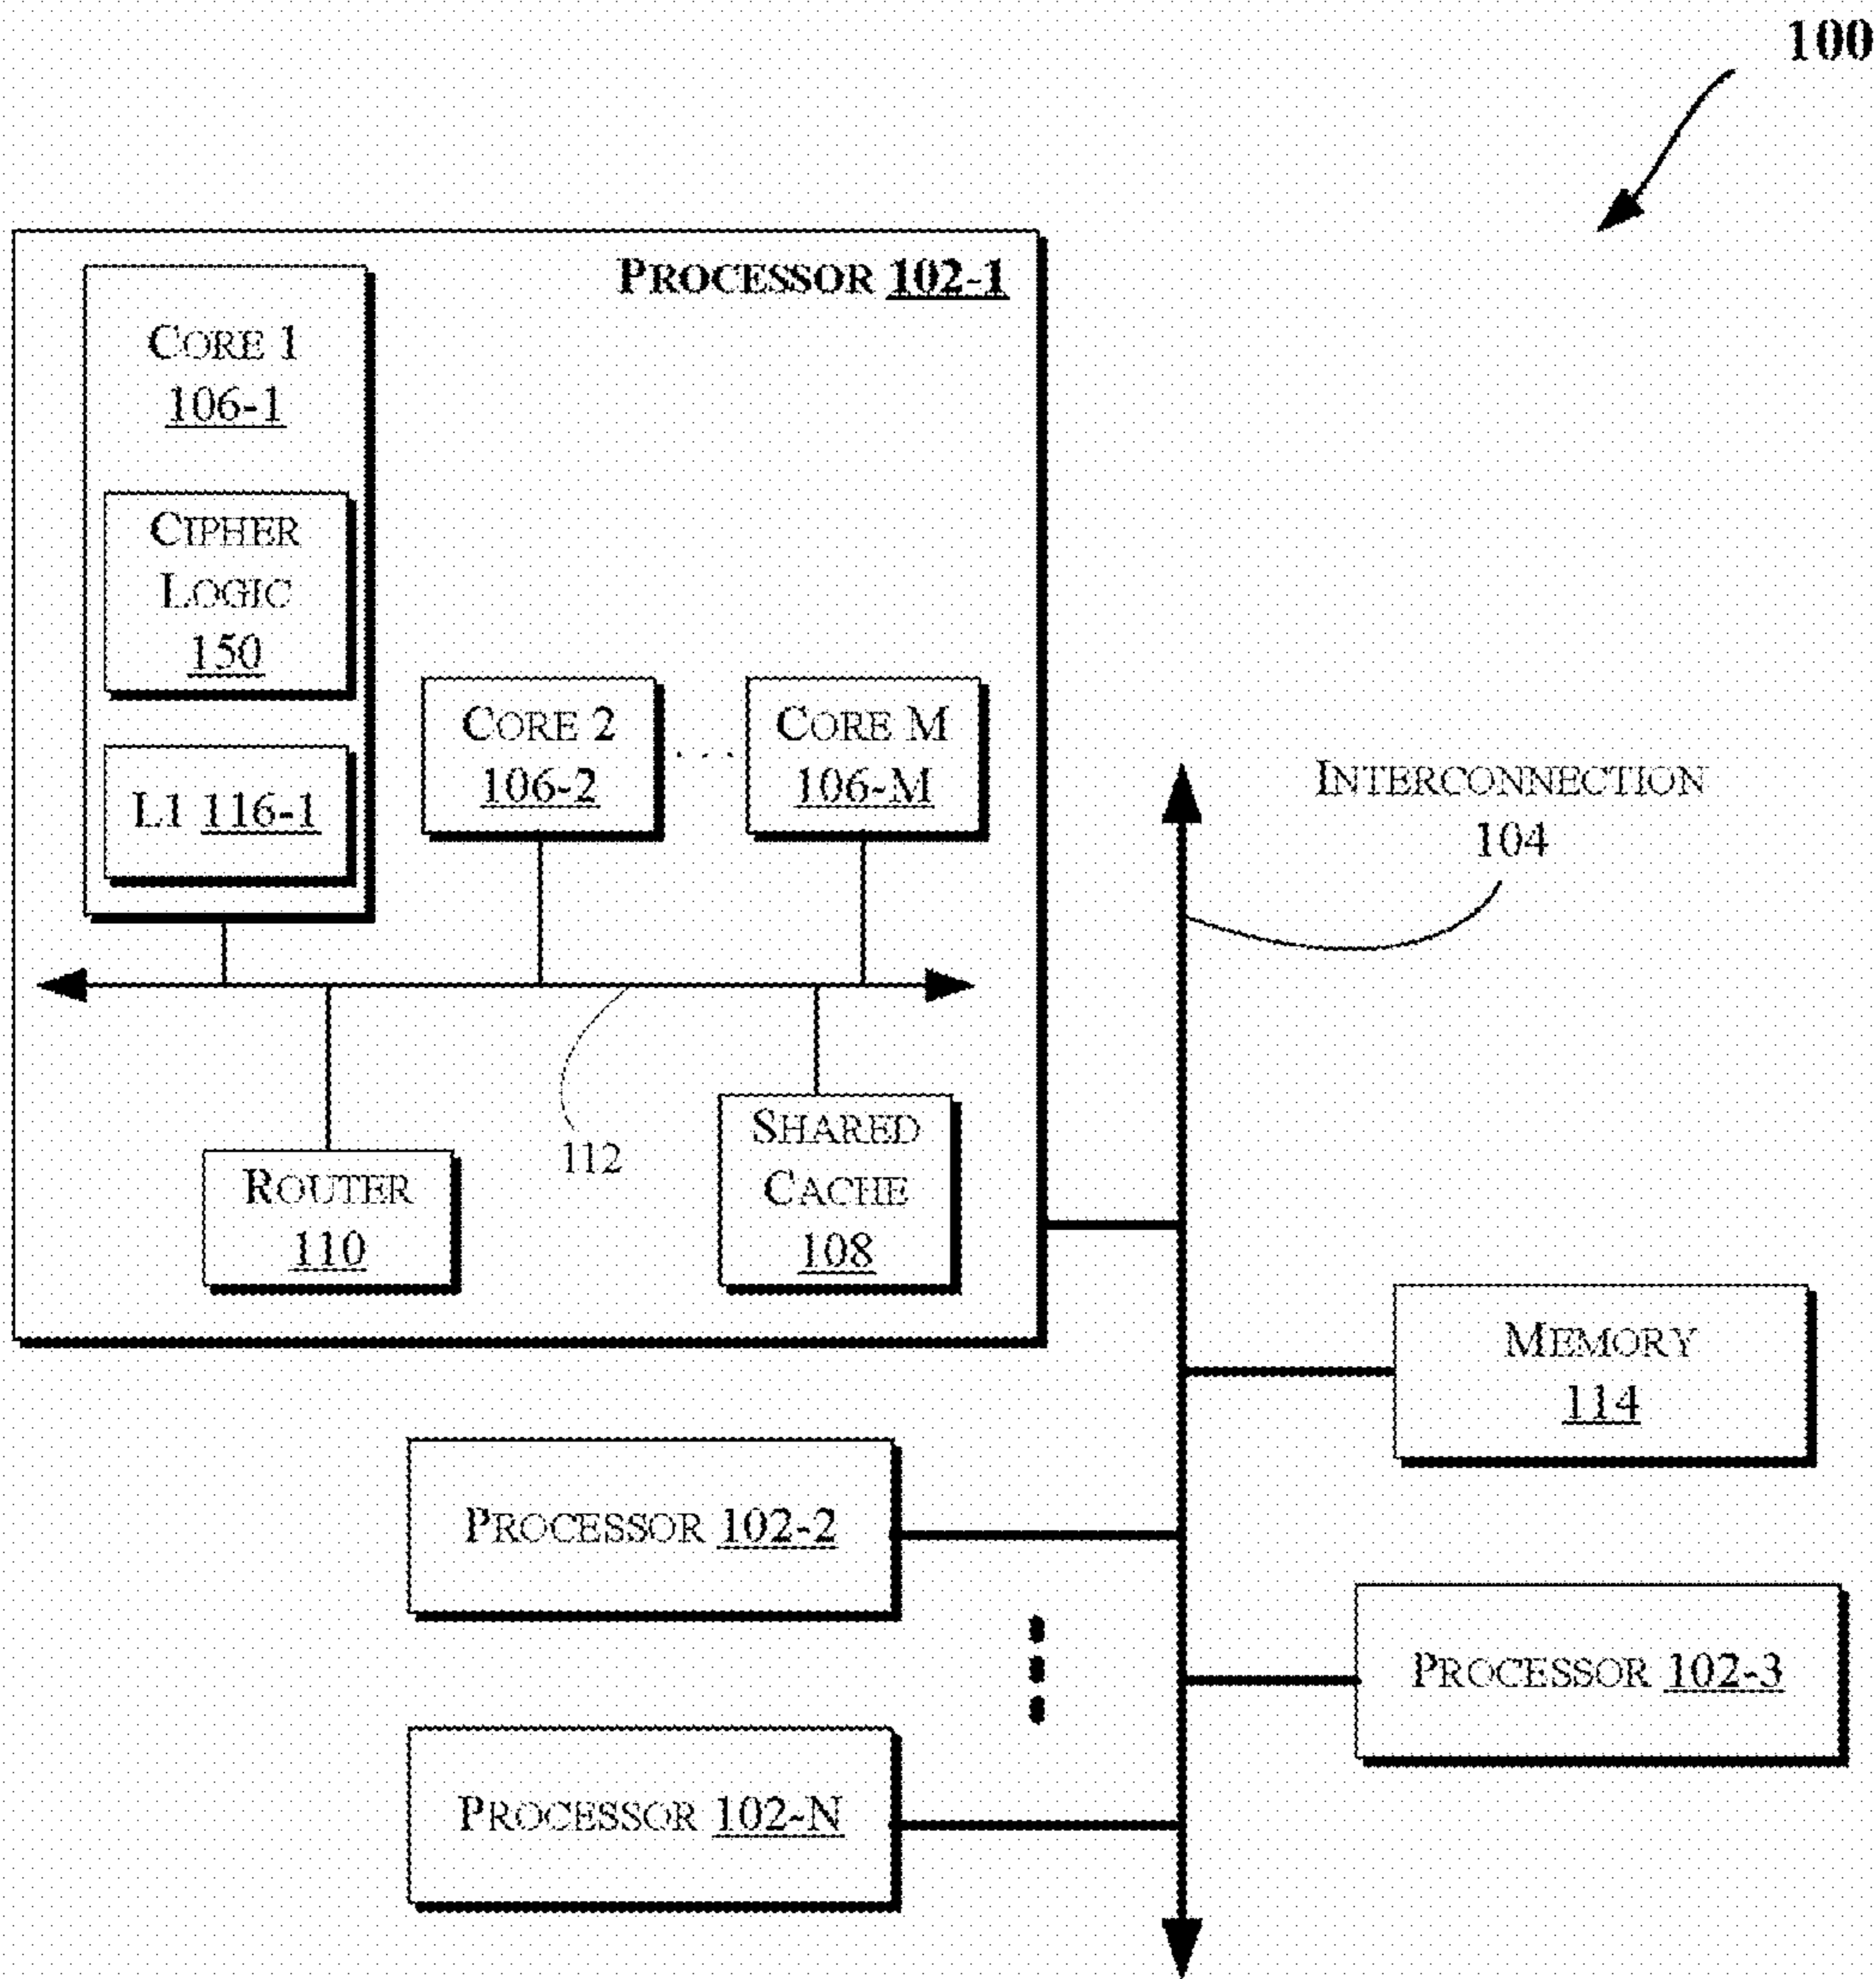 100
PROCESSOR 102-1
CORE 1
106-1
CIPHER
LOGIC
150
L1 116-1
CORE 2
106-2
. . .
CORE M
106-M
INTERCONNECTION
104
112
ROUTER
110
SHARED
CACHE
108
MEMORY
114
PROCESSOR 102-2
PROCESSOR 102-3
PROCESSOR 102-N